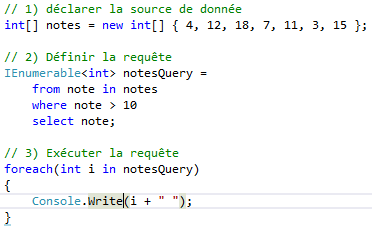 // 1) déclarer la source de donnée
int[] notes = new int[] { 4, 12, 18, 7, 11, 3, 15 };
// 2) Définir la requête
IEnumerable<int> notesQuery =
from note in notes
where note > 10
select note;
// 3) Exécuter la requête
foreach(int i in notesQuery)
{
Console.Write(i + " ");
}